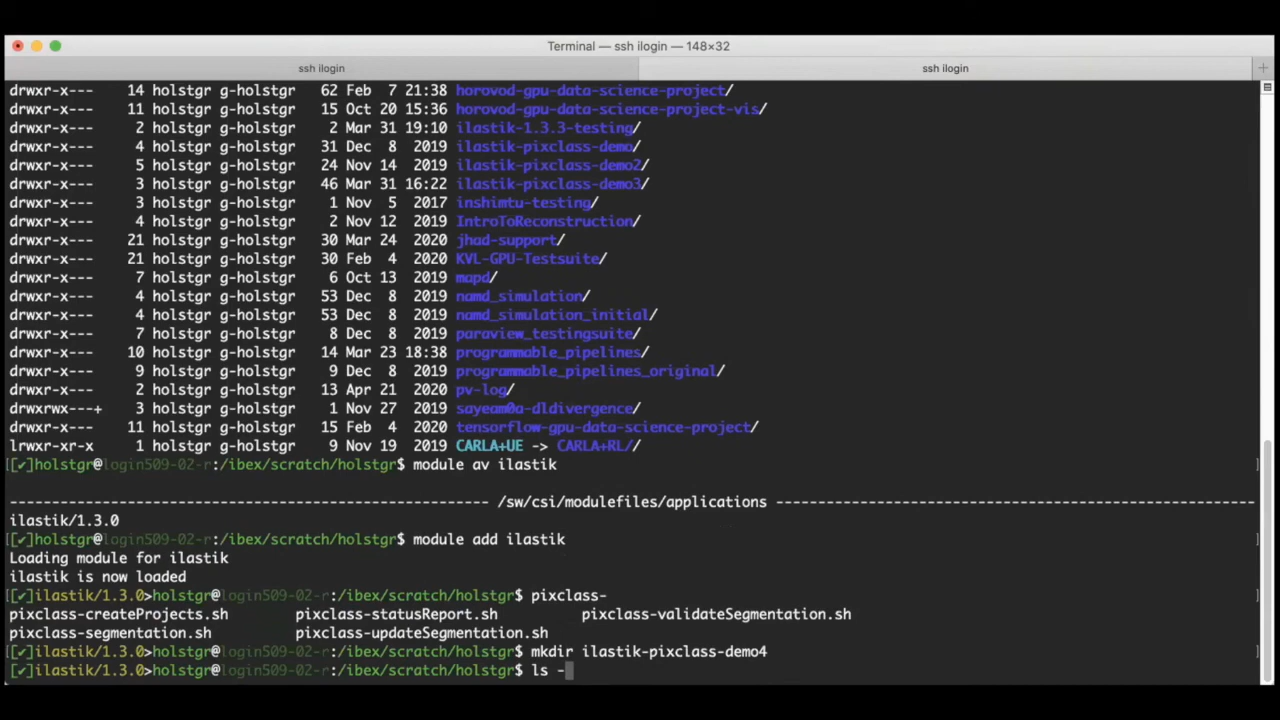 Terminal — ssh ilogin — 148×32
ssh ilogin ssh ilogin
drwxr-x--- 14 holstgr g-holstgr 62 Feb 7 21:38 horovod-gpu-data-science-project/
drwxr-x--- 11 holstgr g-holstgr 15 Oct 20 15:36 horovod-gpu-data-science-project-vis/
drwxr-x--- 2 holstgr g-holstgr 2 Mar 31 19:10 ilastik-1.3.3-testing/
drwxr-x--- 4 holstgr g-holstgr 31 Dec 8 2019 ilastik-pixclass-demo/
drwxr-x--- 5 holstgr g-holstgr 24 Nov 14 2019 ilastik-pixclass-demo2/
drwxr-x--- 3 holstgr g-holstgr 46 Mar 31 16:22 ilastik-pixclass-demo3/
drwxr-x--- 3 holstgr g-holstgr 1 Nov 5 2017 inshimtu-testing/
drwxr-x--- 4 holstgr g-holstgr 2 Nov 12 2019 IntroToReconstruction/
drwxr-x--- 21 holstgr g-holstgr 30 Mar 24 2020 jhad-support/
drwxr-x--- 21 holstgr g-holstgr 30 Feb 4 2020 KVL-GPU-Testsuite/
drwxr-x--- 7 holstgr g-holstgr 6 Oct 13 2019 mapd/
drwxr-x--- 4 holstgr g-holstgr 53 Dec 8 2019 namd_simulation/
drwxr-x--- 4 holstgr g-holstgr 53 Dec 8 2019 namd_simulation_initial/
drwxr-x--- 7 holstgr g-holstgr 8 Dec 8 2019 paraview_testingsuite/
drwxr-x--- 10 holstgr g-holstgr 14 Mar 23 18:38 programmable_pipelines/
drwxr-x--- 9 holstgr g-holstgr 9 Dec 8 2019 programmable_pipelines_original/
drwxr-x--- 2 holstgr g-holstgr 13 Apr 21 2020 pv-log/
drwxrwx---+ 3 holstgr g-holstgr 1 Nov 27 2019 sayeam0a-dldivergence/
drwxr-x--- 11 holstgr g-holstgr 15 Feb 4 2020 tensorflow-gpu-data-science-project/
lrwxr-xr-x 1 holstgr g-holstgr 9 Nov 19 2019 CARLA+UE -> CARLA+RL//
[✔]holstgr@login509-02-r:/ibex/scratch/holstgr$ module av ilastik
---------------------------------------------------- /sw/csi/modulefiles/applications ----------------------------------------------------
ilastik/1.3.0
[✔]holstgr@login509-02-r:/ibex/scratch/holstgr$ module add ilastik
Loading module for ilastik
ilastik is now loaded
[✔]ilastik/1.3.0>holstgr@login509-02-r:/ibex/scratch/holstgr$ pixclass-
pixclass-createProjects.sh pixclass-statusReport.sh pixclass-validateSegmentation.sh
pixclass-segmentation.sh pixclass-updateSegmentation.sh
[✔]ilastik/1.3.0>holstgr@login509-02-r:/ibex/scratch/holstgr$ mkdir ilastik-pixclass-demo4
[✔]ilastik/1.3.0>holstgr@login509-02-r:/ibex/scratch/holstgr$ ls -